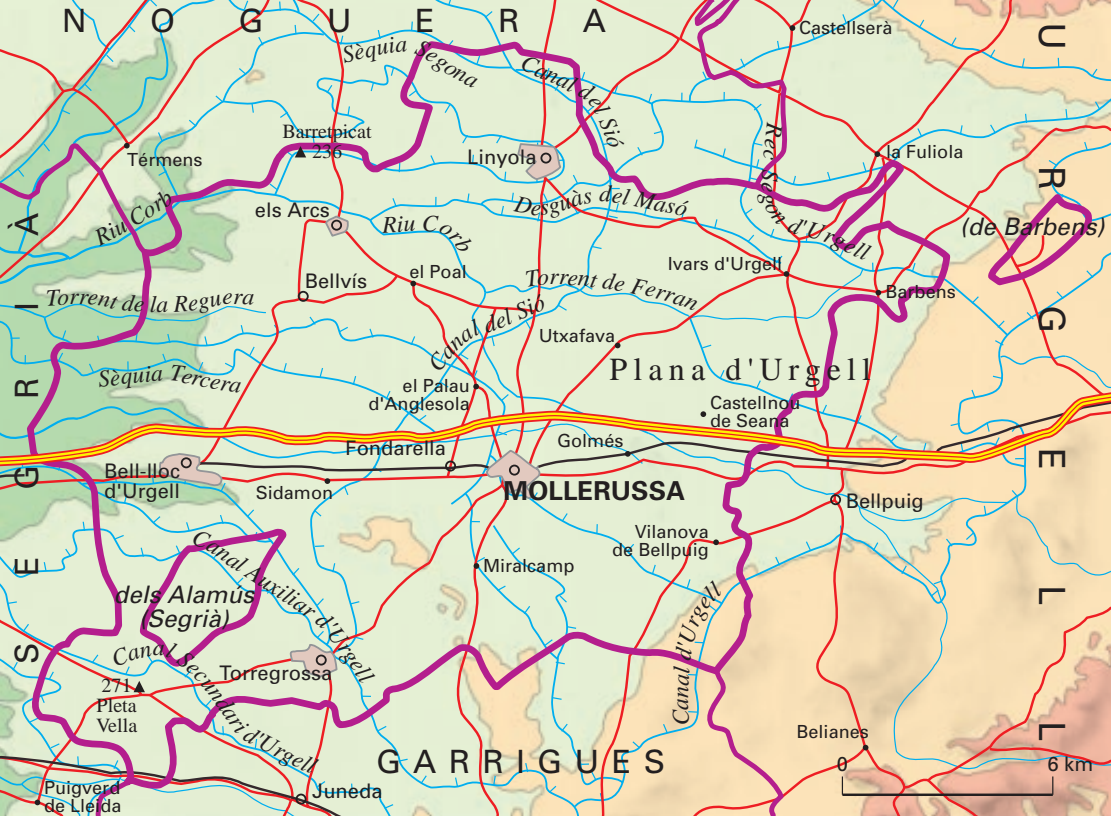 NOGUERA
Castellserà
Sèquia Segona
Canal del Sió
Barretpicat
236
Térmens
Linyola
Rec Segon d'Urgell
la Fuliola
Riu Corb
els Arcs
Riu Corb
Desguàs del Masó
(de Barbens)
Ivars d'Urgell
Bellvís
el Poal
Torrent de Ferran
Barbens
Torrent de la Reguera
Canal del Sió
Utxafava
Plana d'Urgell
Sèquia Tercera
el Palau
d'Anglesola
Castellnou
de Seana
Fondarella
Golmés
Bell-lloc
d'Urgell
Sidamon
MOLLERUSSA
Bellpuig
Vilanova
de Bellpuig
Canal Auxiliar d'Urgell
Miralcamp
dels Alamús
(Segrià)
Canal d'Urgell
Canal Secundari d'Urgell
Torregrossa
271
Pleta
Vella
Belianes
GARRIGUES
0 6 km
Puigverd
de Lleida
Juneda
SEGRIÀ
URGELL